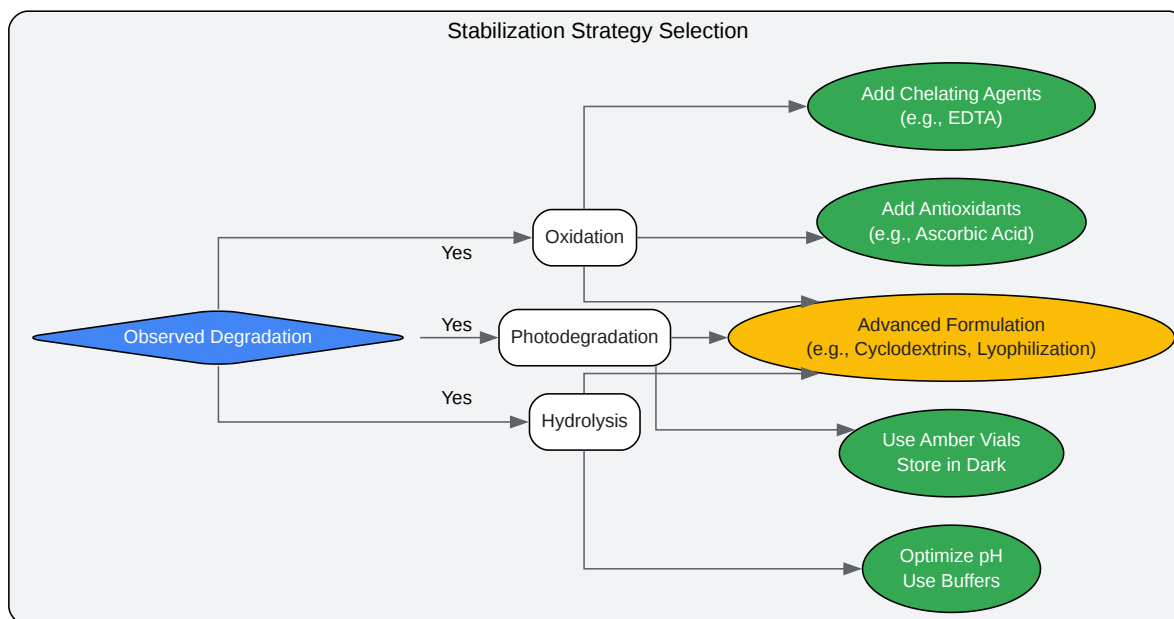 Stabilization Strategy Selection
Add Chelating Agents
(e.g., EDTA)
Add Antioxidants
(e.g., Ascorbic Acid)
Oxidation
Yes
Observed Degradation
Yes
Photodegradation
Advanced Formulation
(e.g., Cyclodextrins, Lyophilization)
Yes
Hydrolysis
Use Amber Vials
Store in Dark
Optimize pH
Use Buffers